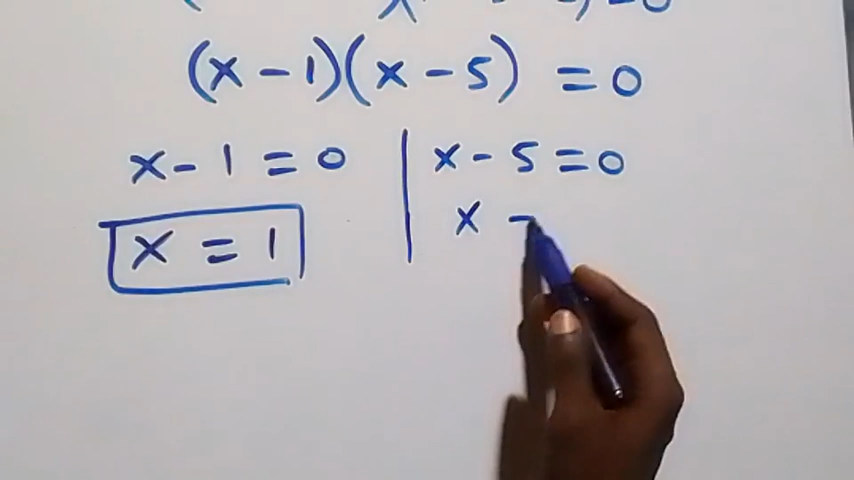 (x - 1)(x - 5) = 0
x - 1 = 0 | x - 5 = 0
x = 1 | x -